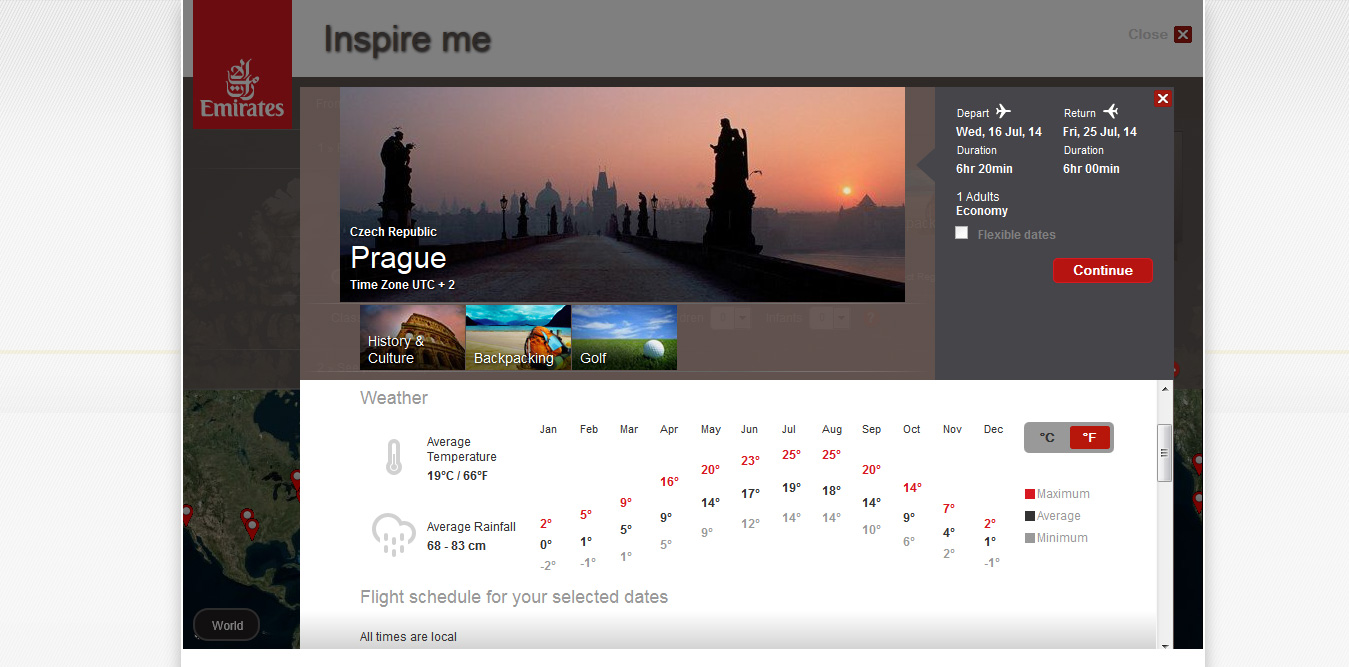 Emirates
Inspire me
Close
Depart
Return
Wed, 16 Jul, 14
Fri, 25 Jul, 14
Duration
Duration
6hr 20min
6hr 00min
1 Adults
Economy
Flexible dates
Continue
Czech Republic
Prague
Time Zone UTC + 2
History &
Culture
Backpacking
Golf
Infants
?
Weather
Jan Feb Mar Apr May Jun Jul Aug Sep Oct Nov Dec
°C °F
Average
Temperature
19°C / 66°F
2° 5° 9° 16° 20° 23° 25° 25° 20° 14° 7° 2°
0° 1° 5° 9° 14° 17° 19° 18° 14° 9° 4° 1°
-2° -1° 1° 5° 9° 12° 14° 14° 10° 6° 2° -1°
Average Rainfall
68 - 83 cm
Maximum
Average
Minimum
Flight schedule for your selected dates
All times are local
World